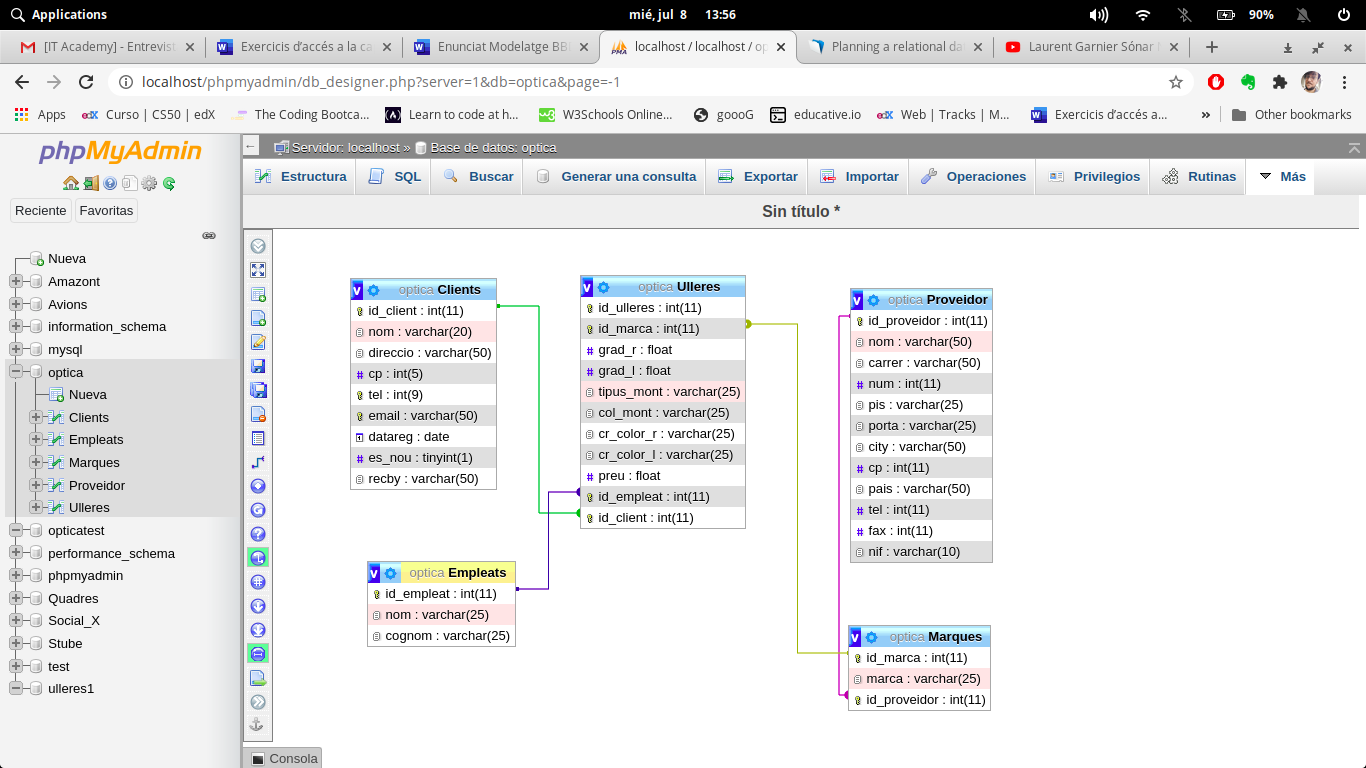 Applications
mié, jul 8 13:56
90%
[IT Academy] - Entrevist
Exercicis d'accés a la ca
Enunciat Modelatge BB
localhost / localhost / op
Planning a relational da
Laurent Garnier Sónar
localhost/phpmyadmin/db_designer.php?server=1&db=optica&page=-1
Apps
Curso | CS50 | edX
The Coding Bootca...
Learn to code at h...
W3Schools Online...
goooG
educative.io
Web | Tracks | M...
Exercicis d'accés a...
»
Other bookmarks
phpMyAdmin
Reciente
Favoritas
Nueva
Amazont
Avions
information_schema
mysql
optica
Nueva
Clients
Empleats
Marques
Proveidor
Ulleres
opticatest
performance_schema
phpmyadmin
Quadres
Social_X
Stube
test
ulleres1
Servidor: localhost » Base de datos: optica
Estructura
SQL
Buscar
Generar una consulta
Exportar
Importar
Operaciones
Privilegios
Rutinas
Más
Sin título *
v optica Clients
id_client : int(11)
nom : varchar(20)
direccio : varchar(50)
# cp : int(5)
tel : int(9)
email : varchar(50)
datareg : date
# es_nou : tinyint(1)
recby : varchar(50)
v optica Empleats
id_empleat : int(11)
nom : varchar(25)
cognom : varchar(25)
v optica Ulleres
id_ulleres : int(11)
id_marca : int(11)
# grad_r : float
# grad_l : float
tipus_mont : varchar(25)
col_mont : varchar(25)
cr_color_r : varchar(25)
cr_color_l : varchar(25)
# preu : float
id_empleat : int(11)
id_client : int(11)
v optica Proveidor
id_proveidor : int(11)
nom : varchar(50)
carrer : varchar(50)
# num : int(11)
pis : varchar(25)
porta : varchar(25)
city : varchar(50)
# cp : int(11)
pais : varchar(50)
# tel : int(11)
# fax : int(11)
nif : varchar(10)
v optica Marques
id_marca : int(11)
marca : varchar(25)
id_proveidor : int(11)
Consola